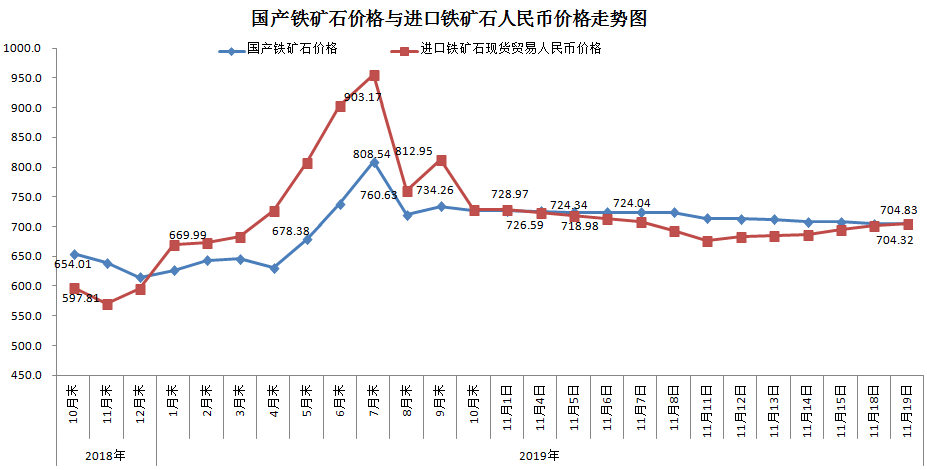 国产铁矿石价格与进口铁矿石人民币价格走势图
国产铁矿石价格
进口铁矿石现货贸易人民币价格
1000.0
950.0
900.0
850.0
800.0
750.0
700.0
650.0
600.0
550.0
500.0
450.0
654.01
597.81
669.99
678.38
903.17
808.54
760.63
812.95
734.26
728.97
726.59
724.34
718.98
724.04
704.83
704.32
10月末
11月末
12月末
1月末
2月末
3月末
4月末
5月末
6月末
7月末
8月末
9月末
10月末
11月1日
11月4日
11月5日
11月6日
11月7日
11月8日
11月11日
11月12日
11月13日
11月14日
11月15日
11月18日
11月19日
2018年
2019年